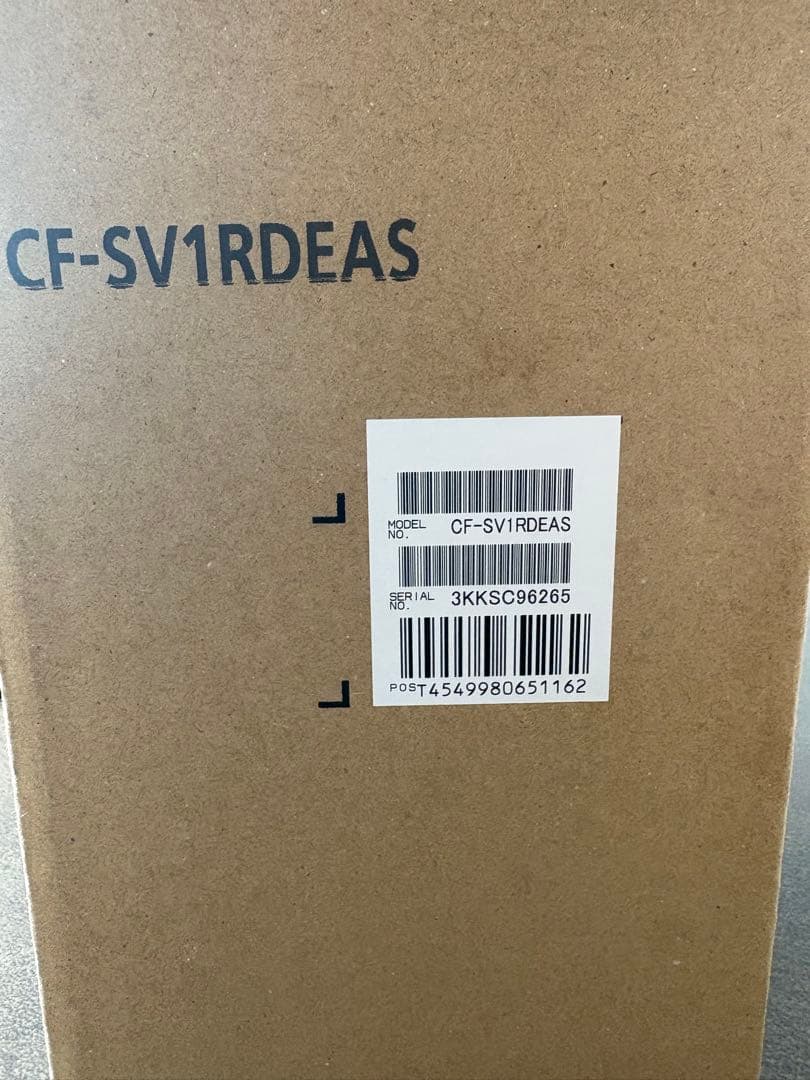 CF-SV1RDEAS
MODEL NO. CF-SV1RDEAS
SERIAL NO. 3KKSC96265
POS T4549980651162